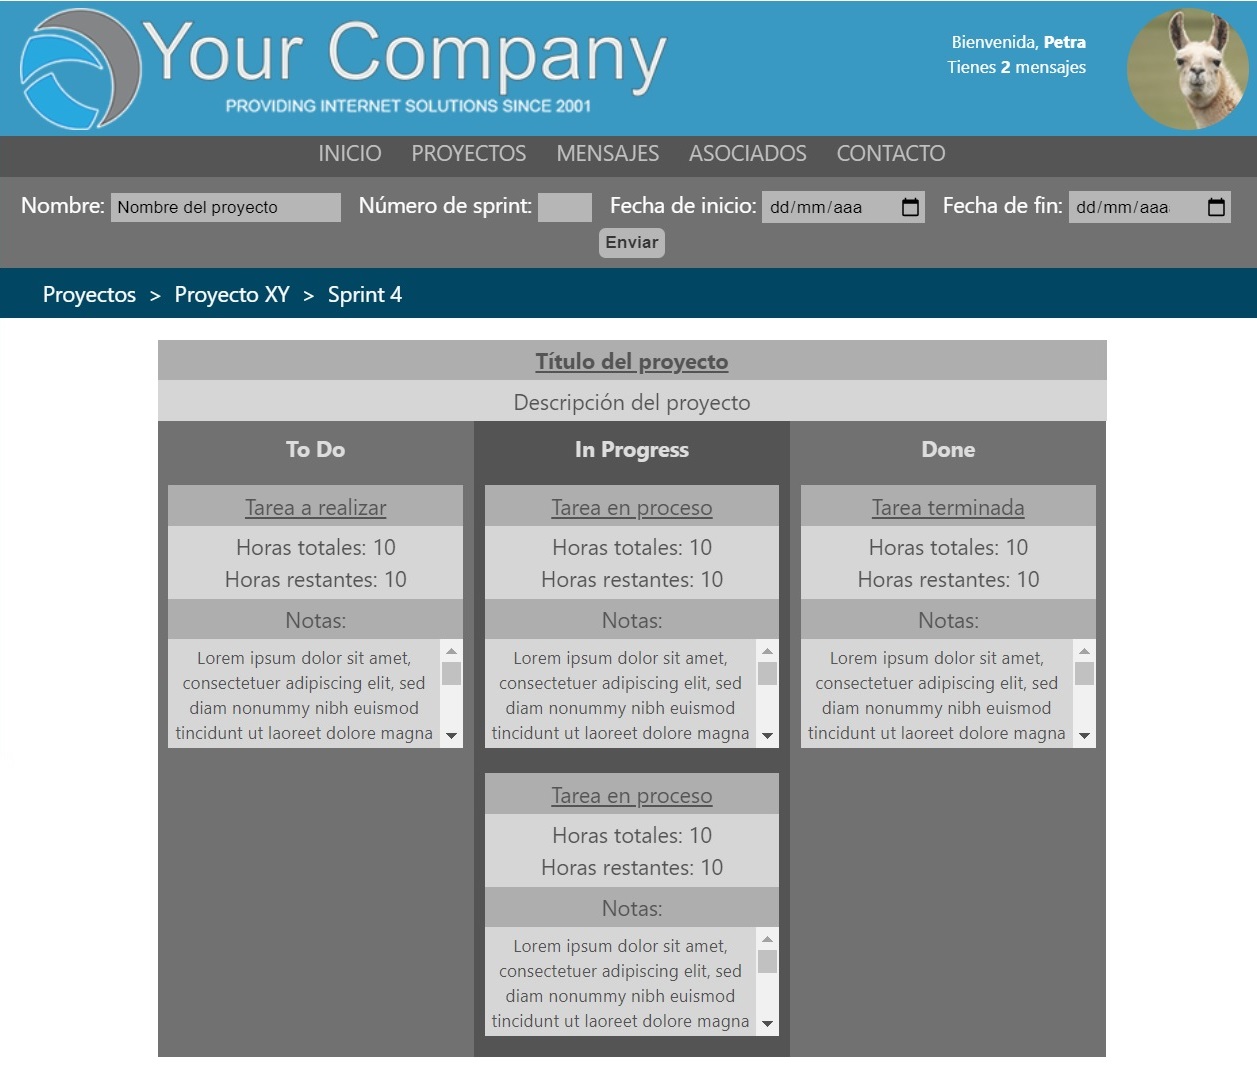 Your Company
PROVIDING INTERNET SOLUTIONS SINCE 2001
Bienvenida, Petra
Tienes 2 mensajes
INICIO PROYECTOS MENSAJES ASOCIADOS CONTACTO
Nombre: Nombre del proyecto Número de sprint: Fecha de inicio: dd/mm/aaa Fecha de fin: dd/mm/aaa
Enviar
Proyectos > Proyecto XY > Sprint 4
Título del proyecto
Descripción del proyecto
To Do
Tarea a realizar
Horas totales: 10
Horas restantes: 10
Notas:
Lorem ipsum dolor sit amet,
consectetuer adipiscing elit, sed
diam nonummy nibh euismod
tincidunt ut laoreet dolore magna
In Progress
Tarea en proceso
Horas totales: 10
Horas restantes: 10
Notas:
Lorem ipsum dolor sit amet,
consectetuer adipiscing elit, sed
diam nonummy nibh euismod
tincidunt ut laoreet dolore magna
Tarea en proceso
Horas totales: 10
Horas restantes: 10
Notas:
Lorem ipsum dolor sit amet,
consectetuer adipiscing elit, sed
diam nonummy nibh euismod
tincidunt ut laoreet dolore magna
Done
Tarea terminada
Horas totales: 10
Horas restantes: 10
Notas:
Lorem ipsum dolor sit amet,
consectetuer adipiscing elit, sed
diam nonummy nibh euismod
tincidunt ut laoreet dolore magna